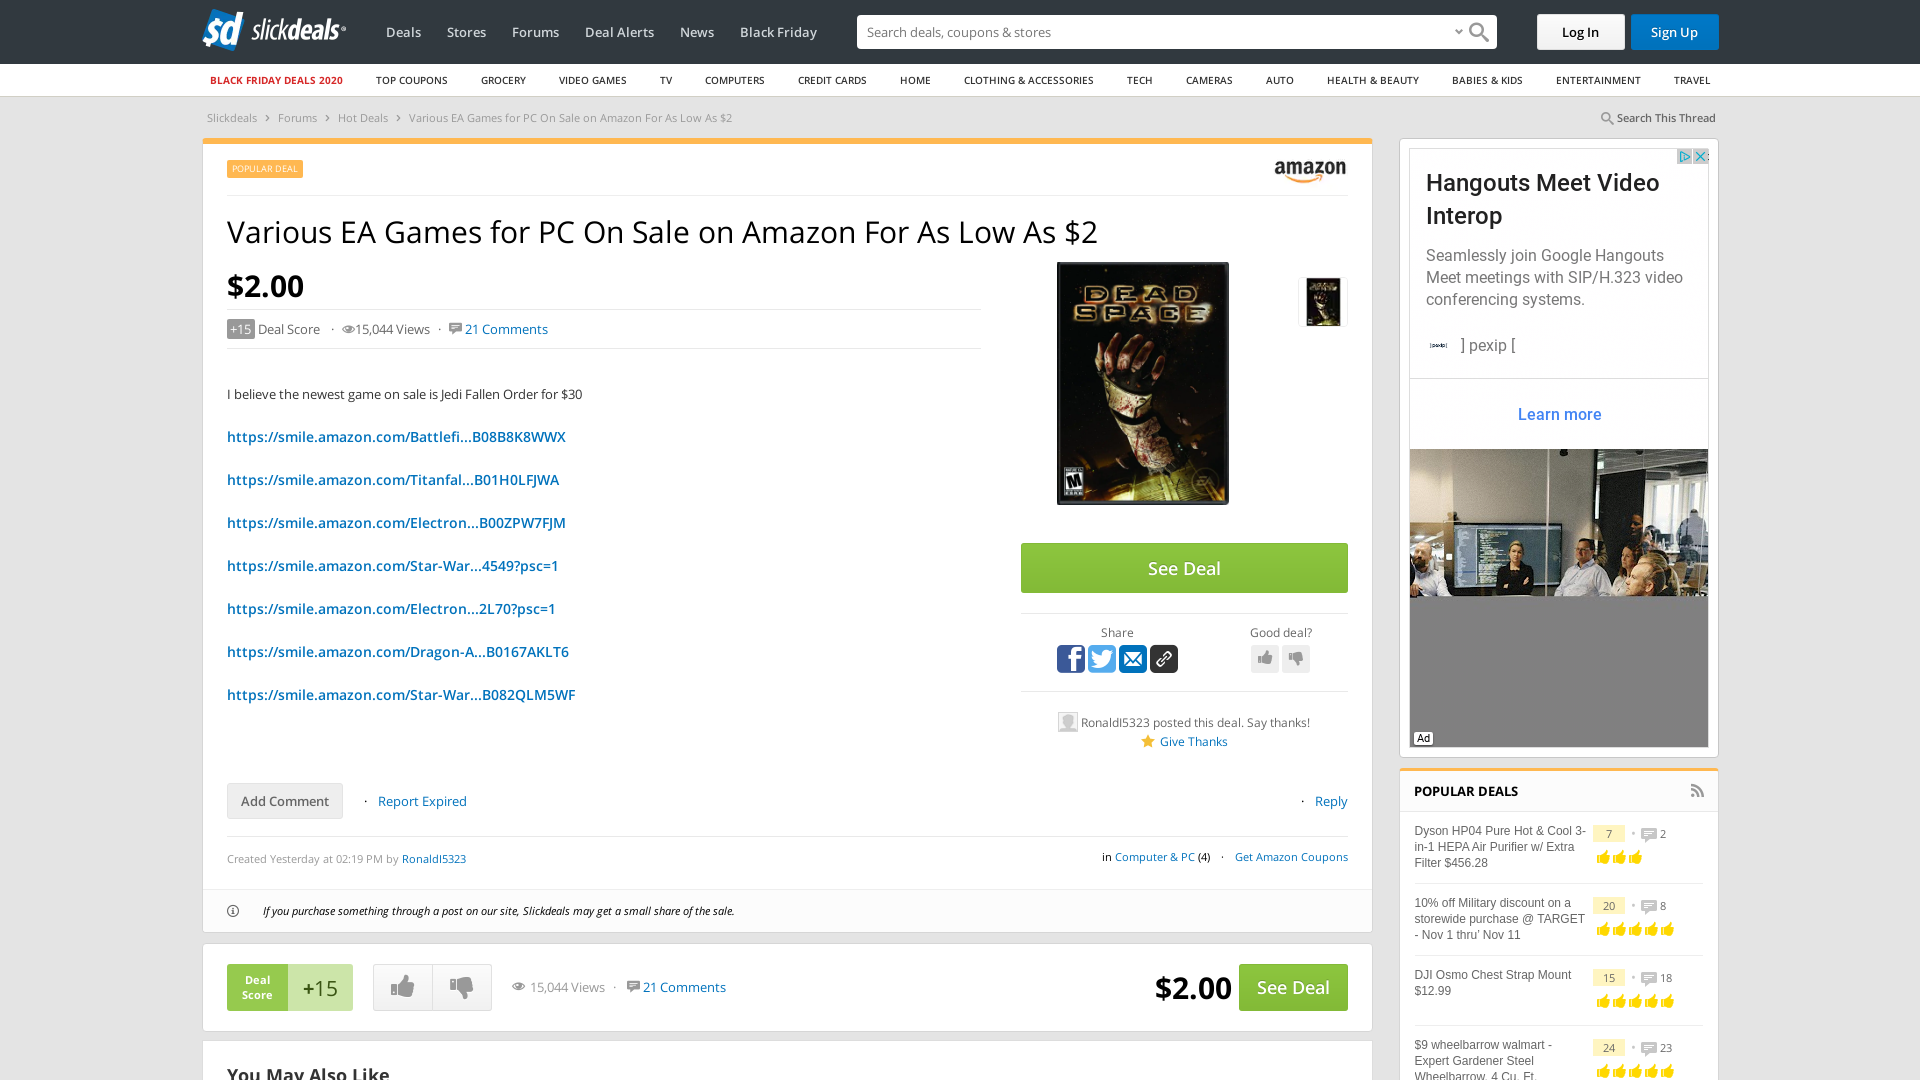 sd slickdeals
Deals
Stores
Forums
Deal Alerts
News
Black Friday
Search deals, coupons & stores
Log In
Sign Up
BLACK FRIDAY DEALS 2020
TOP COUPONS
GROCERY
VIDEO GAMES
TV
COMPUTERS
CREDIT CARDS
HOME
CLOTHING & ACCESSORIES
TECH
CAMERAS
AUTO
HEALTH & BEAUTY
BABIES & KIDS
ENTERTAINMENT
TRAVEL
Slickdeals › Forums › Hot Deals › Various EA Games for PC On Sale on Amazon For As Low As $2
Search This Thread
POPULAR DEAL
amazon
Various EA Games for PC On Sale on Amazon For As Low As $2
$2.00
+15 Deal Score · 15,044 Views · 21 Comments
I believe the newest game on sale is Jedi Fallen Order for $30
https://smile.amazon.com/Battlefi...B08B8K8WWX
https://smile.amazon.com/Titanfal...B01H0LFJWA
https://smile.amazon.com/Electron...B00ZPW7FJM
https://smile.amazon.com/Star-War...4549?psc=1
https://smile.amazon.com/Electron...2L70?psc=1
https://smile.amazon.com/Dragon-A...B0167AKLT6
https://smile.amazon.com/Star-War...B082QLM5WF
DEAD
SPACE
M
EA
See Deal
Share
Good deal?
RonaldI5323 posted this deal. Say thanks!
Give Thanks
Add Comment
· Report Expired
· Reply
Created Yesterday at 02:19 PM by RonaldI5323
in Computer & PC (4) · Get Amazon Coupons
If you purchase something through a post on our site, Slickdeals may get a small share of the sale.
Deal
Score
+15
15,044 Views · 21 Comments
$2.00
See Deal
You May Also Like
Hangouts Meet Video
Interop
Seamlessly join Google Hangouts
Meet meetings with SIP/H.323 video
conferencing systems.
] pexip [
Learn more
Ad
POPULAR DEALS
Dyson HP04 Pure Hot & Cool 3-
in-1 HEPA Air Purifier w/ Extra
Filter $456.28
7 • 2
10% off Military discount on a
storewide purchase @ TARGET
- Nov 1 thru' Nov 11
20 • 8
DJI Osmo Chest Strap Mount
$12.99
15 • 18
$9 wheelbarrow walmart -
Expert Gardener Steel
Wheelbarrow, 4 Cu. Ft.
24 • 23